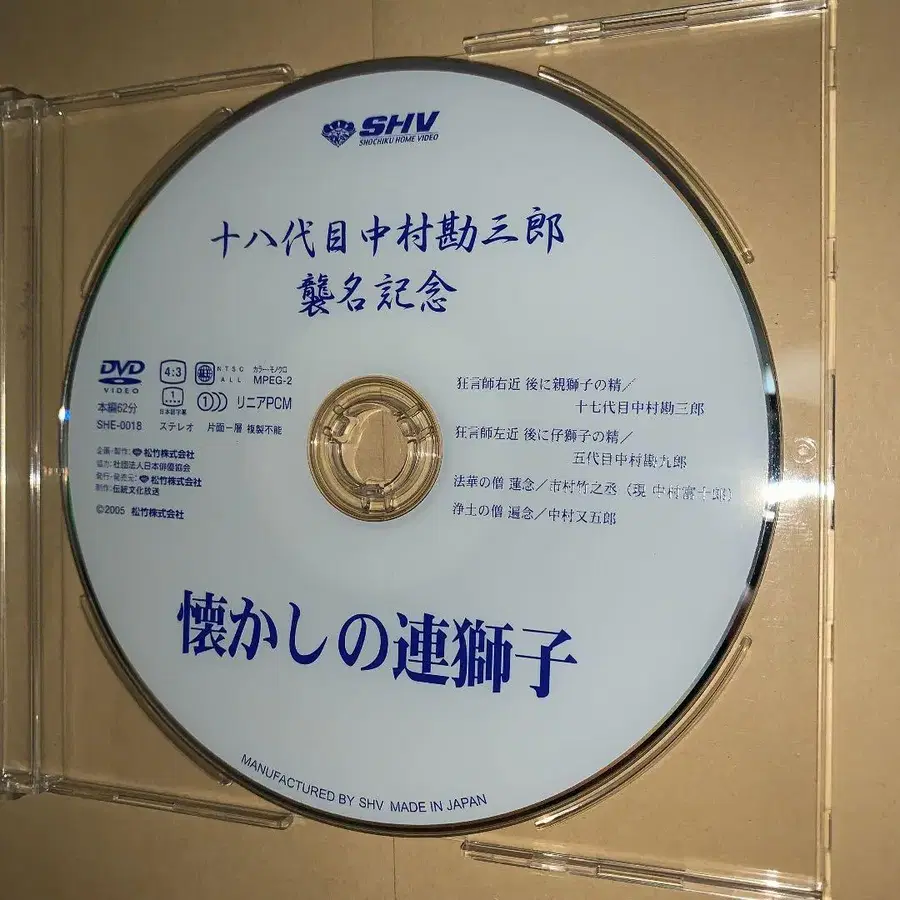 SHV
SHOCHIKU HOME VIDEO
十八代目中村勘三郎
襲名記念
DVD
VIDEO
4:3
NTSC
ALL
カラー・モノクロ
MPEG-2
本編62分
1
日本語字幕
1
リニアPCM
SHE-0018
ステレオ
片面一層 複製不能
企画・製作: 松竹株式会社
協力:社団法人日本俳優協会
発行・発売元: 松竹株式会社
制作:伝統文化放送
©2005 松竹株式会社
狂言師右近 後に親獅子の精/
十七代目中村勘三郎
狂言師左近 後に仔獅子の精/
五代目中村勘九郎
法華の僧 蓮念/市村竹之丞(現 中村富十郎)
浄土の僧 遍念/中村又五郎
懐かしの連獅子
MANUFACTURED BY SHV MADE IN JAPAN